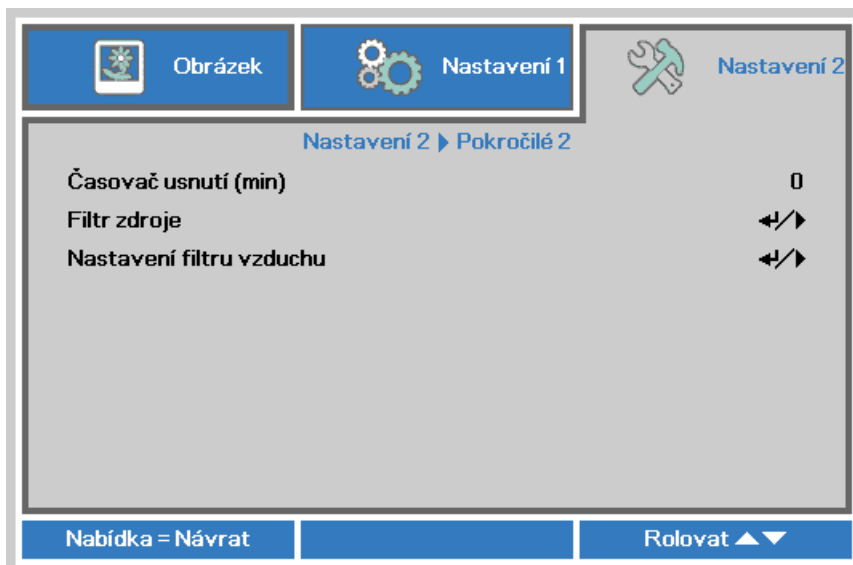 Obrázek
Nastavení 1
Nastavení 2
Nastavení 2 ▶ Pokročilé 2
Časovač usnutí (min) 0
Filtr zdroje ↵/▶
Nastavení filtru vzduchu ↵/▶
Nabídka = Návrat
Rolovat ▲▼